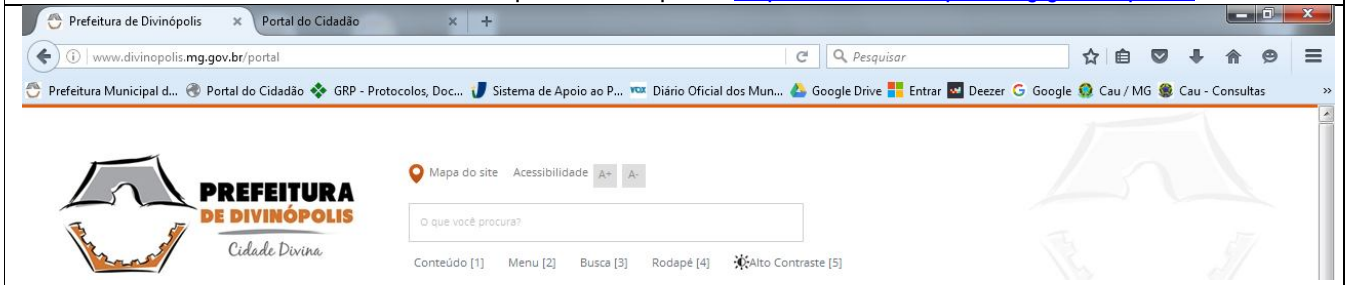 Prefeitura de Divinópolis × Portal do Cidadão × +
www.divinopolis.mg.gov.br/portal Pesquisar
Prefeitura Municipal d... Portal do Cidadão GRP - Protocolos, Doc... Sistema de Apoio ao P... Diário Oficial dos Mun... Google Drive Entrar Deezer Google Cau / MG Cau - Consultas »
Mapa do site Acessibilidade A+ A-
PREFEITURA
DE DIVINÓPOLIS
Cidade Divina
O que você procura?
Conteúdo [1] Menu [2] Busca [3] Rodapé [4] Alto Contraste [5]